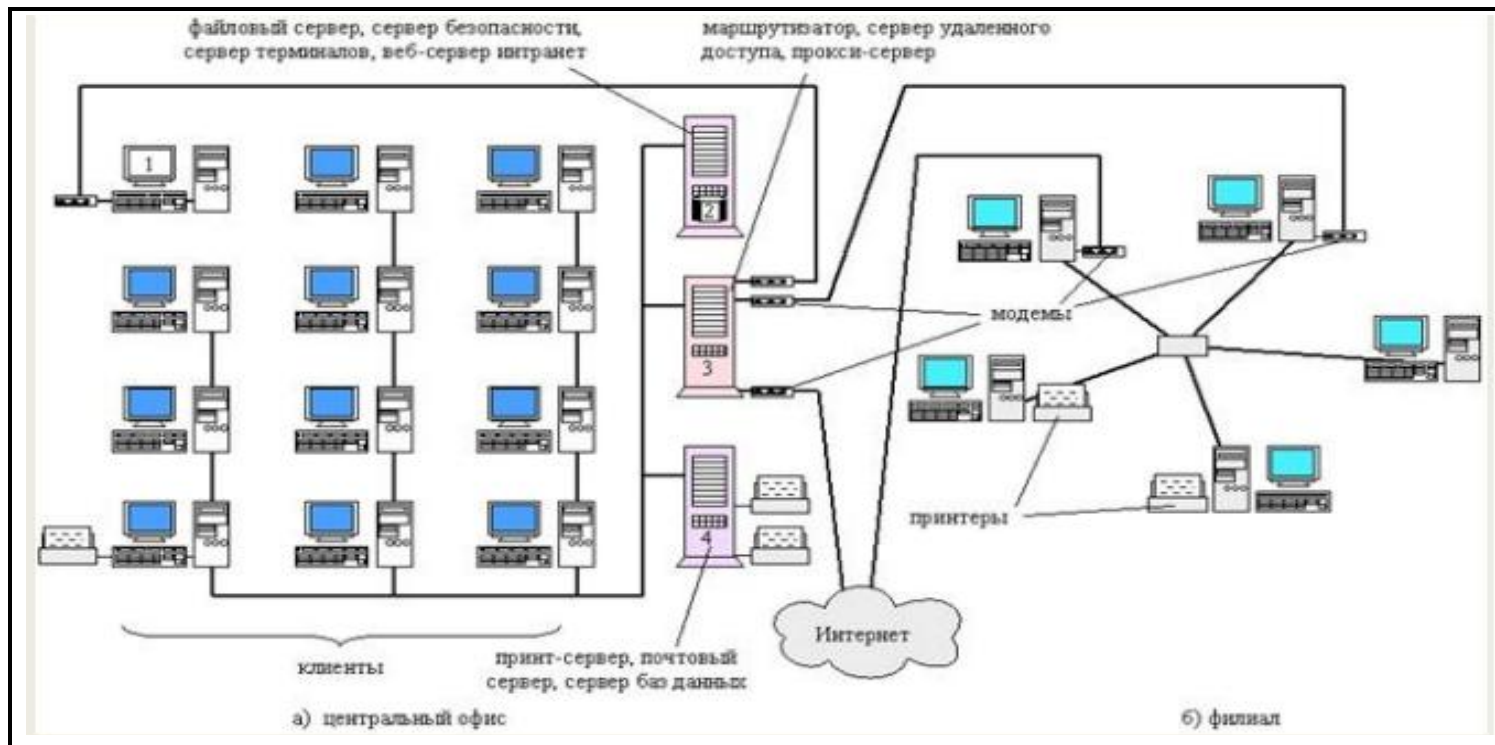 файловый сервер, сервер безопасности,
сервер терминалов, веб-сервер интранет
маршрутизатор, сервер удаленного
доступа, прокси-сервер
1
2
3
модемы
4
принтеры
Интернет
клиенты
принт-сервер, почтовый
сервер, сервер баз данных
а) центральный офис
б) филиал